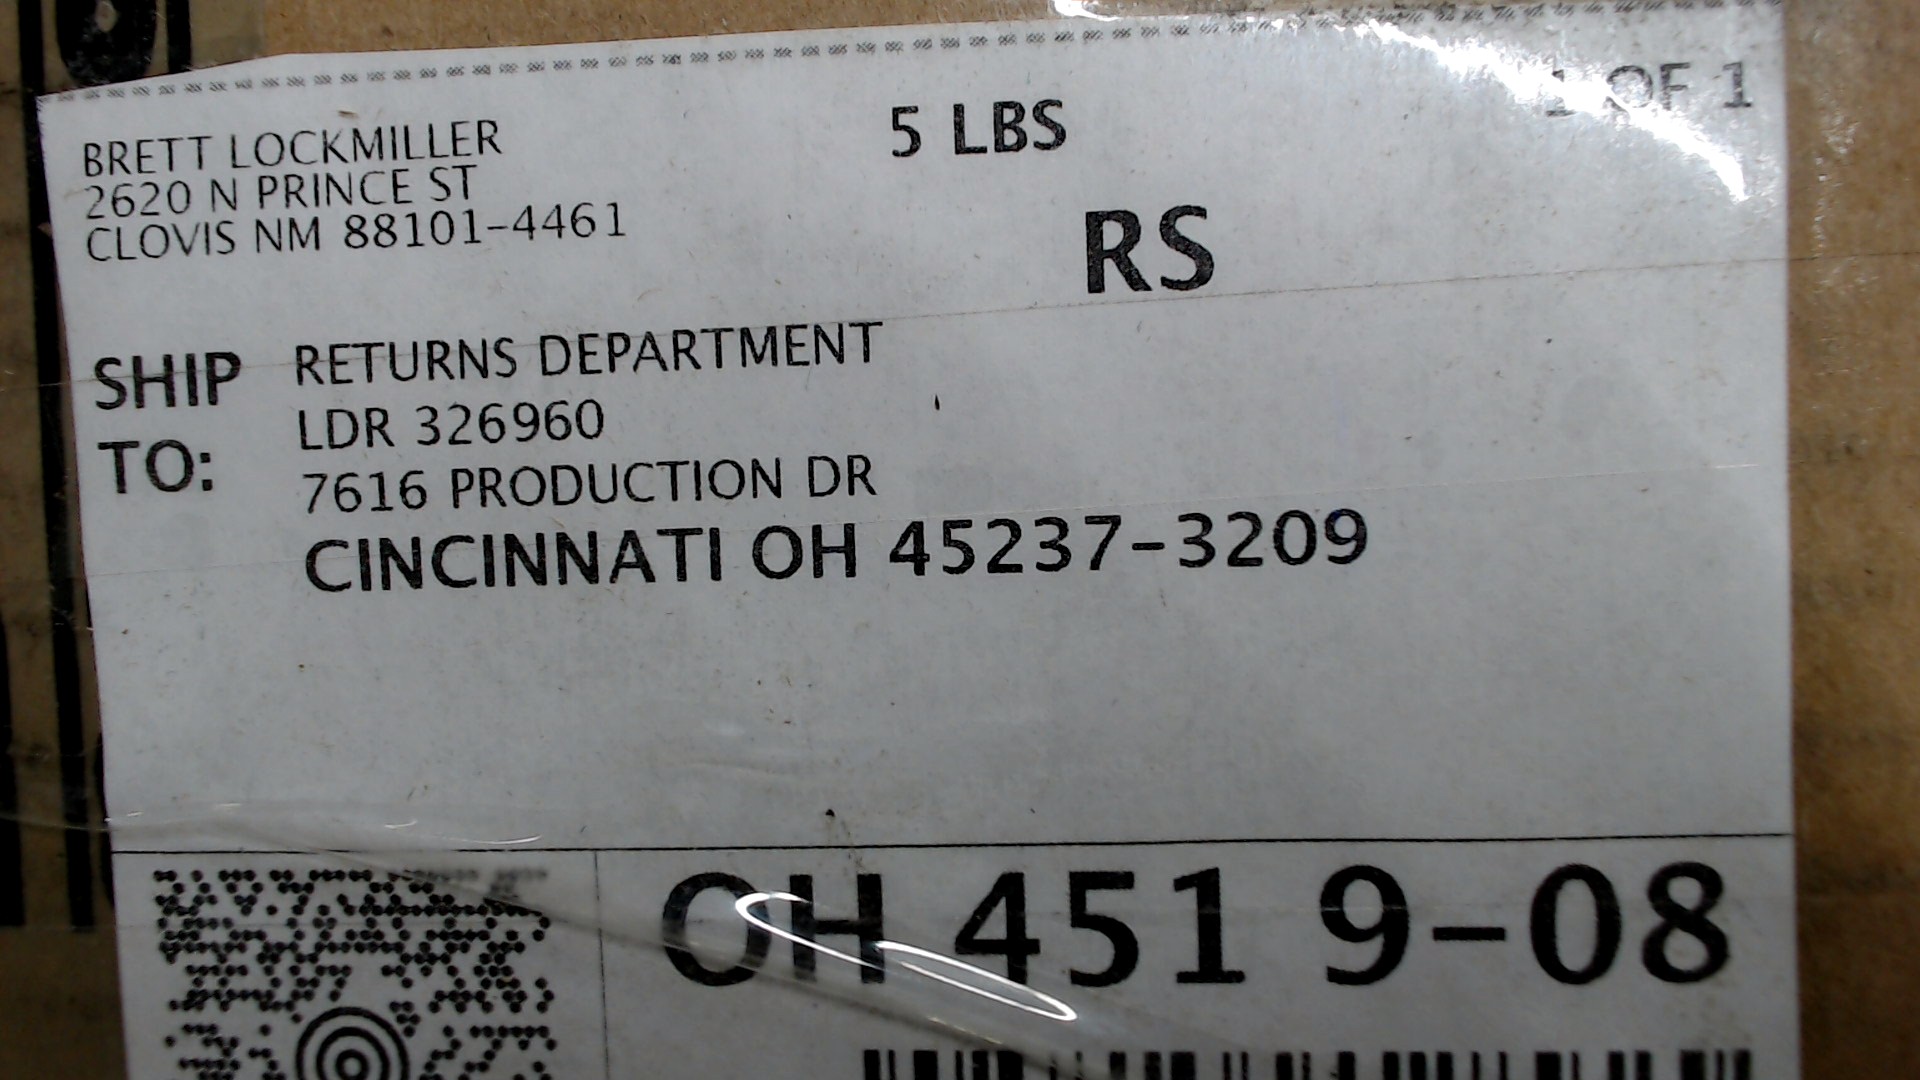 BRETT LOCKMILLER
2620 N PRINCE ST
CLOVIS NM 88101-4461
5 LBS
1 OF 1
RS
SHIP TO:
RETURNS DEPARTMENT
LDR 326960
7616 PRODUCTION DR
CINCINNATI OH 45237-3209
OH 451 9-08